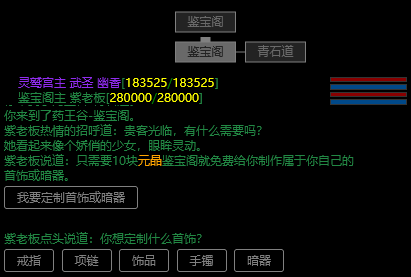 鉴宝阁
鉴宝阁 青石道
灵鹫宫主 武圣 幽香[183525/183525]
鉴宝阁主 紫老板[280000/280000]
你来到了药王谷-鉴宝阁。
紫老板热情的招呼道：贵客光临，有什么需要吗？
她看起来像个娇俏的少女，眼眸灵动。
紫老板说道：只需要10块元晶鉴宝阁就免费给你制作属于你自己的
首饰或暗器。
我要定制首饰或暗器
紫老板点头说道：你想定制什么首饰？
戒指 项链 饰品 手镯 暗器